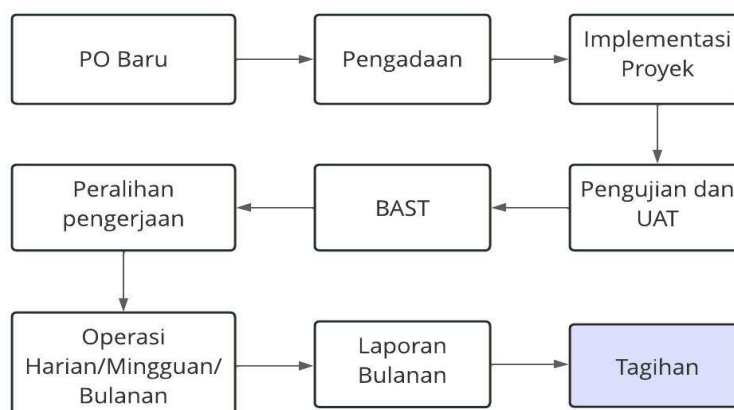 PO Baru
Pengadaan
Implementasi
Proyek
Peralihan
pengerjaan
BAST
Pengujian dan
UAT
Operasi
Harian/Mingguan/
Bulanan
Laporan
Bulanan
Tagihan